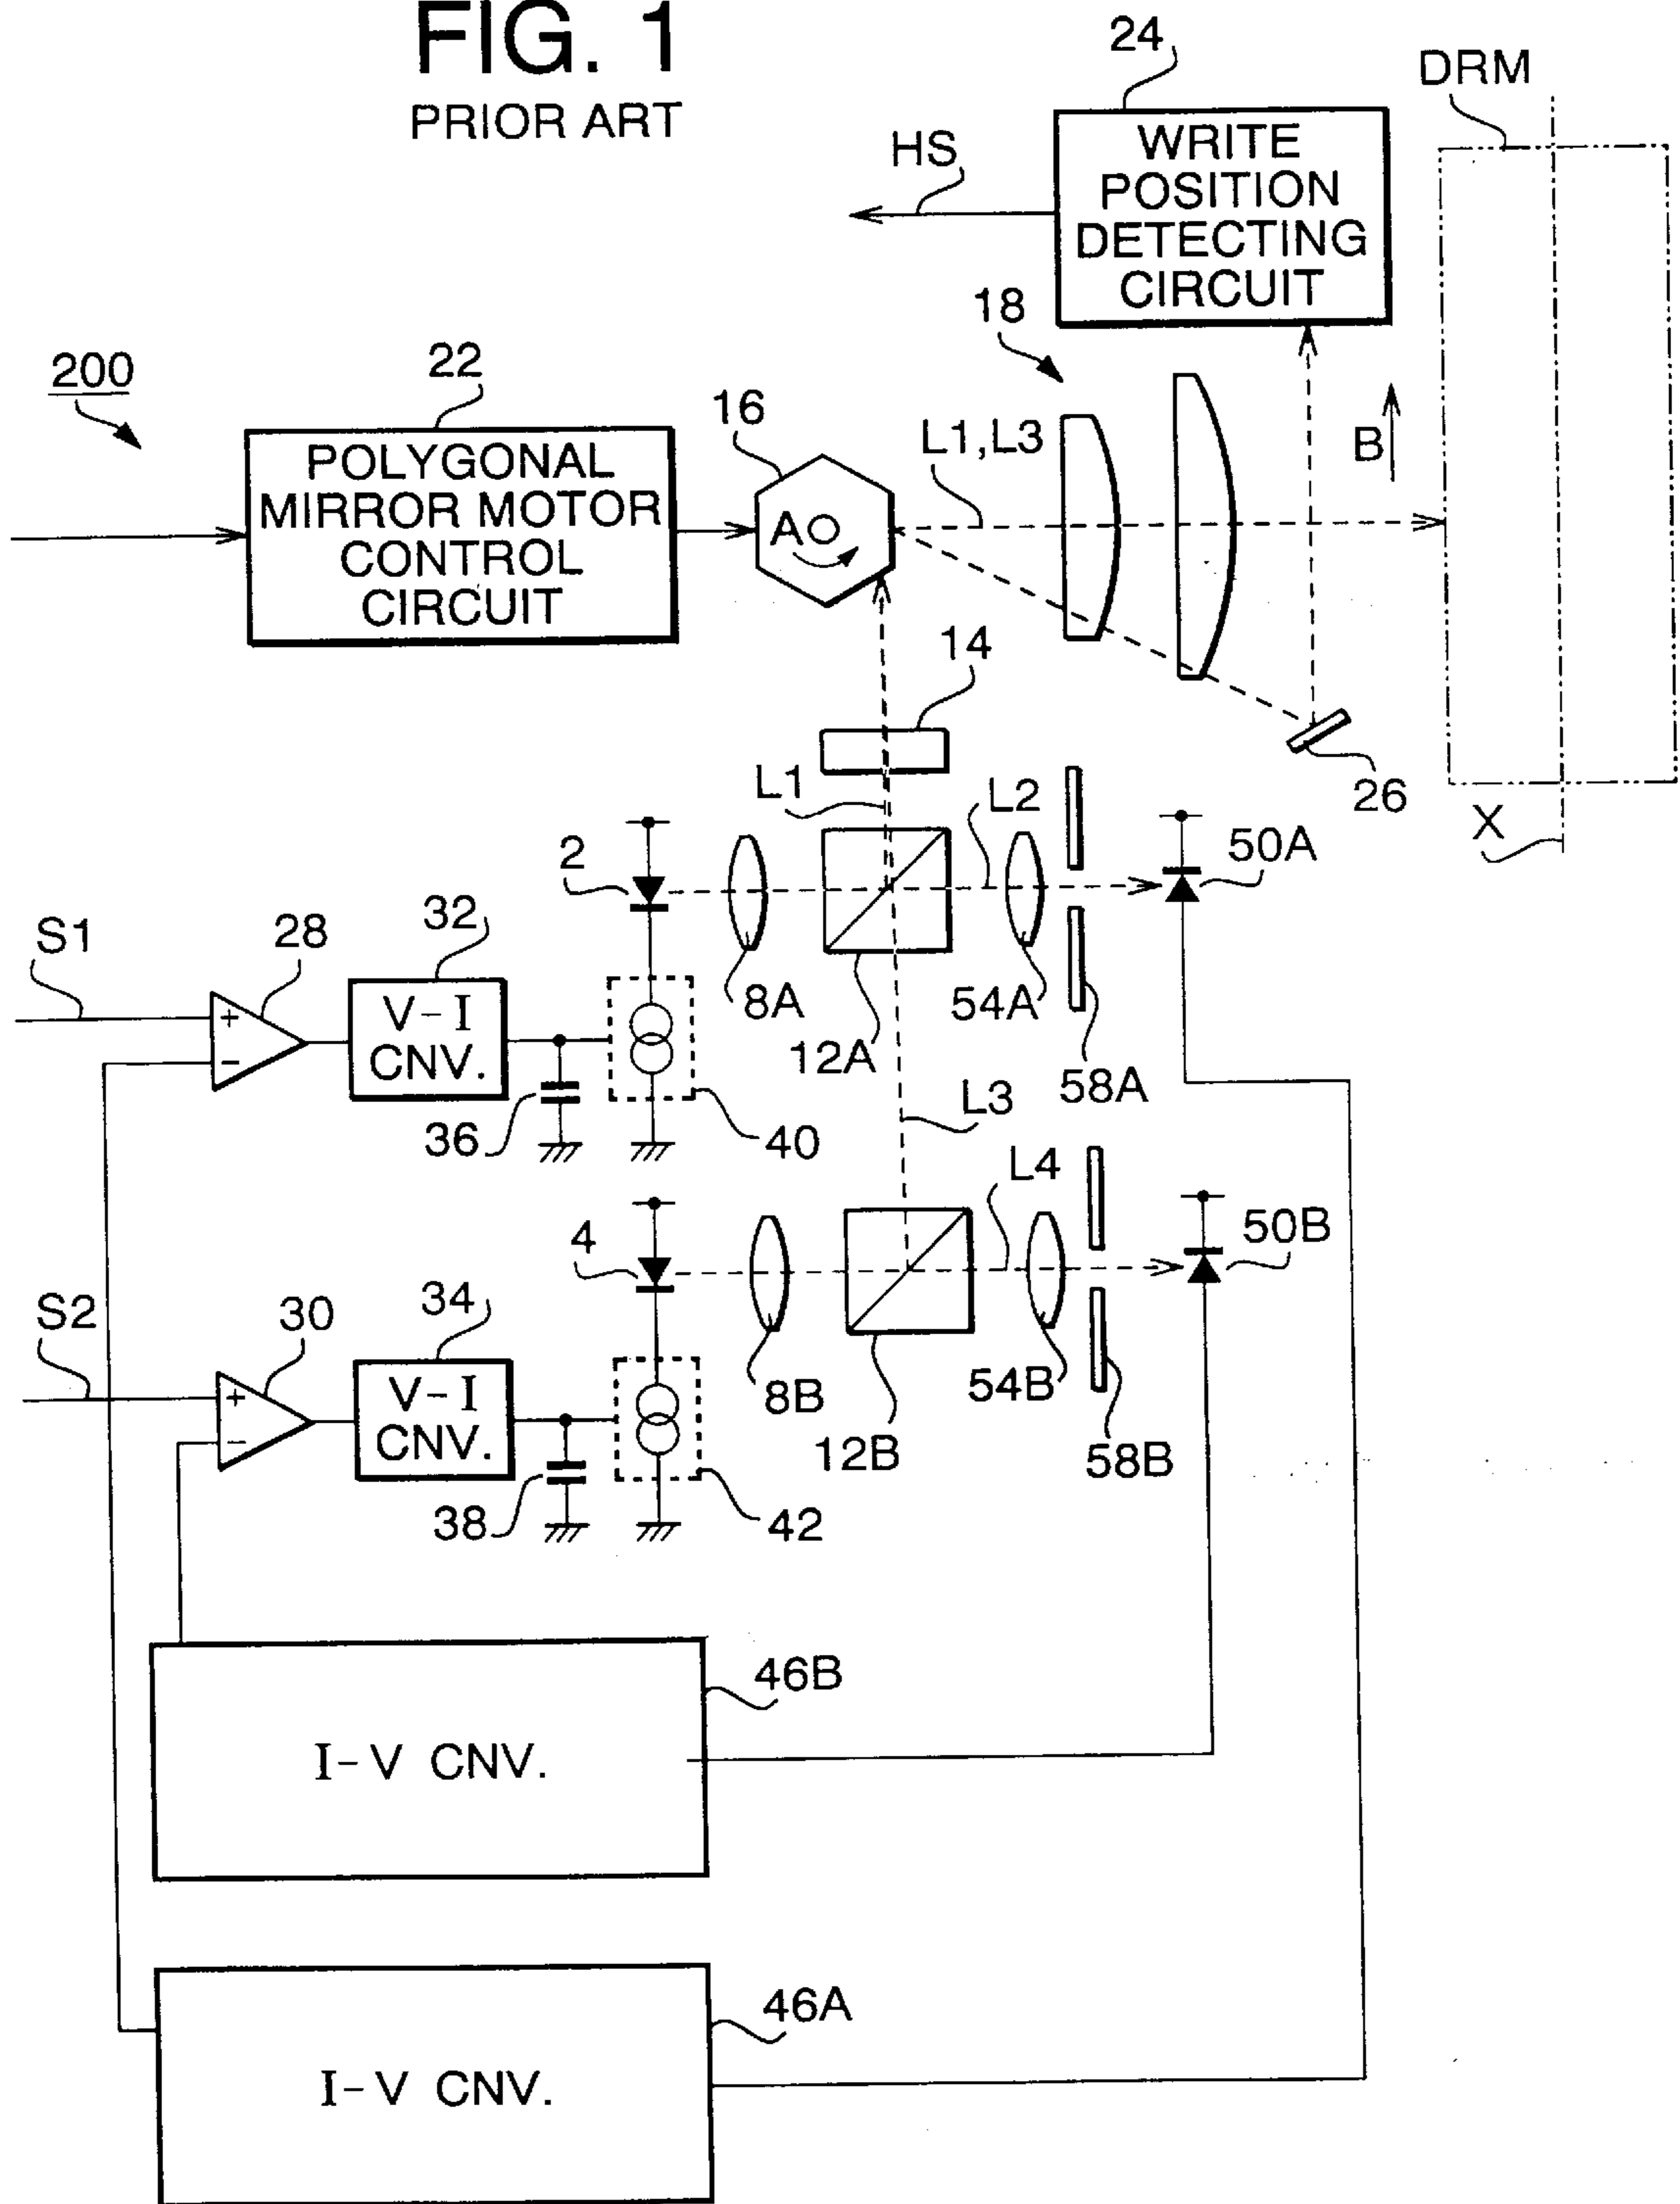 FIG. 1
PRIOR ART
24
DRM
HS
WRITE
POSITION
DETECTING
CIRCUIT
18
200
22
16
L1,L3
B
POLYGONAL
MIRROR MOTOR
CONTROL
CIRCUIT
A
14
26
X
L1
L2
2
50A
S1
28
32
8A
54A
12A
58A
+
-
V-I
CNV.
36
40
L3
L4
4
50B
S2
30
34
8B
54B
12B
58B
+
-
V-I
CNV.
38
42
46B
I-V CNV.
46A
I-V CNV.